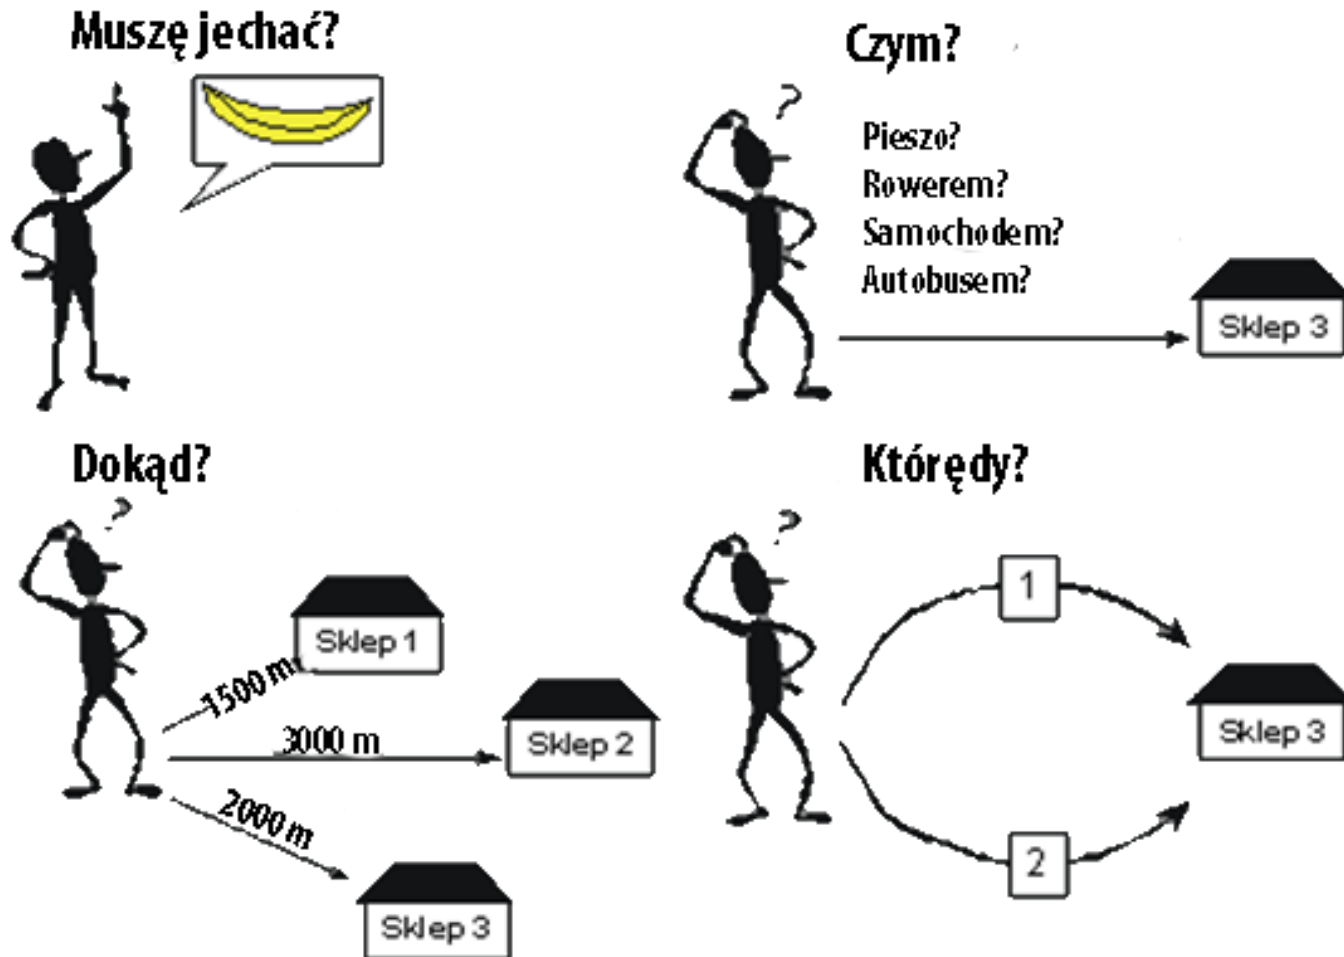 Muszę jechać?
Czym?
?
Pieszo?
Rowerem?
Samochodem?
Autobusem?
Sklep 3
Dokąd?
?
Sklep 1
1500 m
3000 m
Sklep 2
2000 m
Sklep 3
Którędy?
?
1
Sklep 3
2